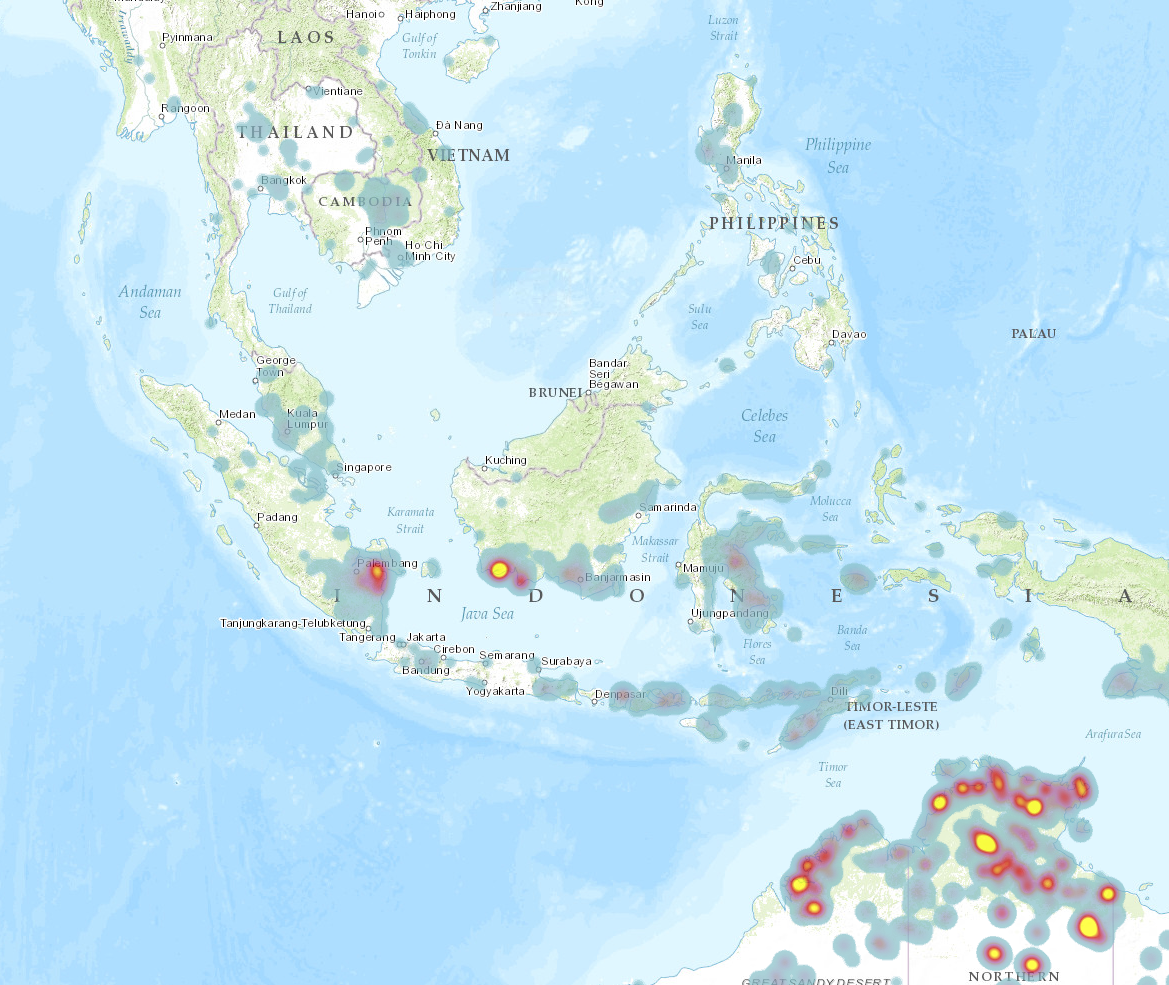 Hanoi
Haiphong
Zhanjiang
Kong
Luzon
Strait
Irrawaddy
Pyinmana
LAOS
Gulf of
Tonkin
Rangoon
Vientiane
THAILAND
Đà Nang
VIETNAM
Philippine
Sea
Manila
Bangkok
CAMBODIA
Phnom
Penh
Ho Chi
Minh City
PHILIPPINES
Cebu
Andaman
Sea
Gulf of
Thailand
Sulu
Sea
Davao
PALAU
George
Town
Bandar
Seri
Begawan
BRUNEI
Medan
Kuala
Lumpur
Celebes
Sea
Kuching
Singapore
Padang
Karamata
Strait
Samarinda
Molucca
Sea
Makassar
Strait
Palembang
Banjarmasin
Mamuju
INDONESIA
Java Sea
Ujungpandang
Tanjungkarang-Telubketung
Tangerang
Jakarta
Cirebon
Semarang
Surabaya
Bandung
Yogyakarta
Flores
Sea
Banda
Sea
Denpasar
Dili
TIMOR-LESTE
(EAST TIMOR)
Arafura Sea
Timor
Sea
GREAT SANDY DESERT
NORTHERN